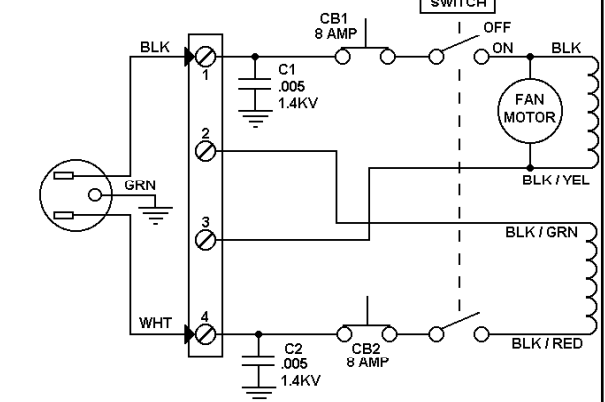 SWITCH
CB1
8 AMP
OFF
ON
BLK
BLK
1
C1
.005
1.4KV
FAN
MOTOR
2
GRN
BLK / YEL
3
BLK / GRN
WHT
4
C2
.005
1.4KV
CB2
8 AMP
BLK / RED